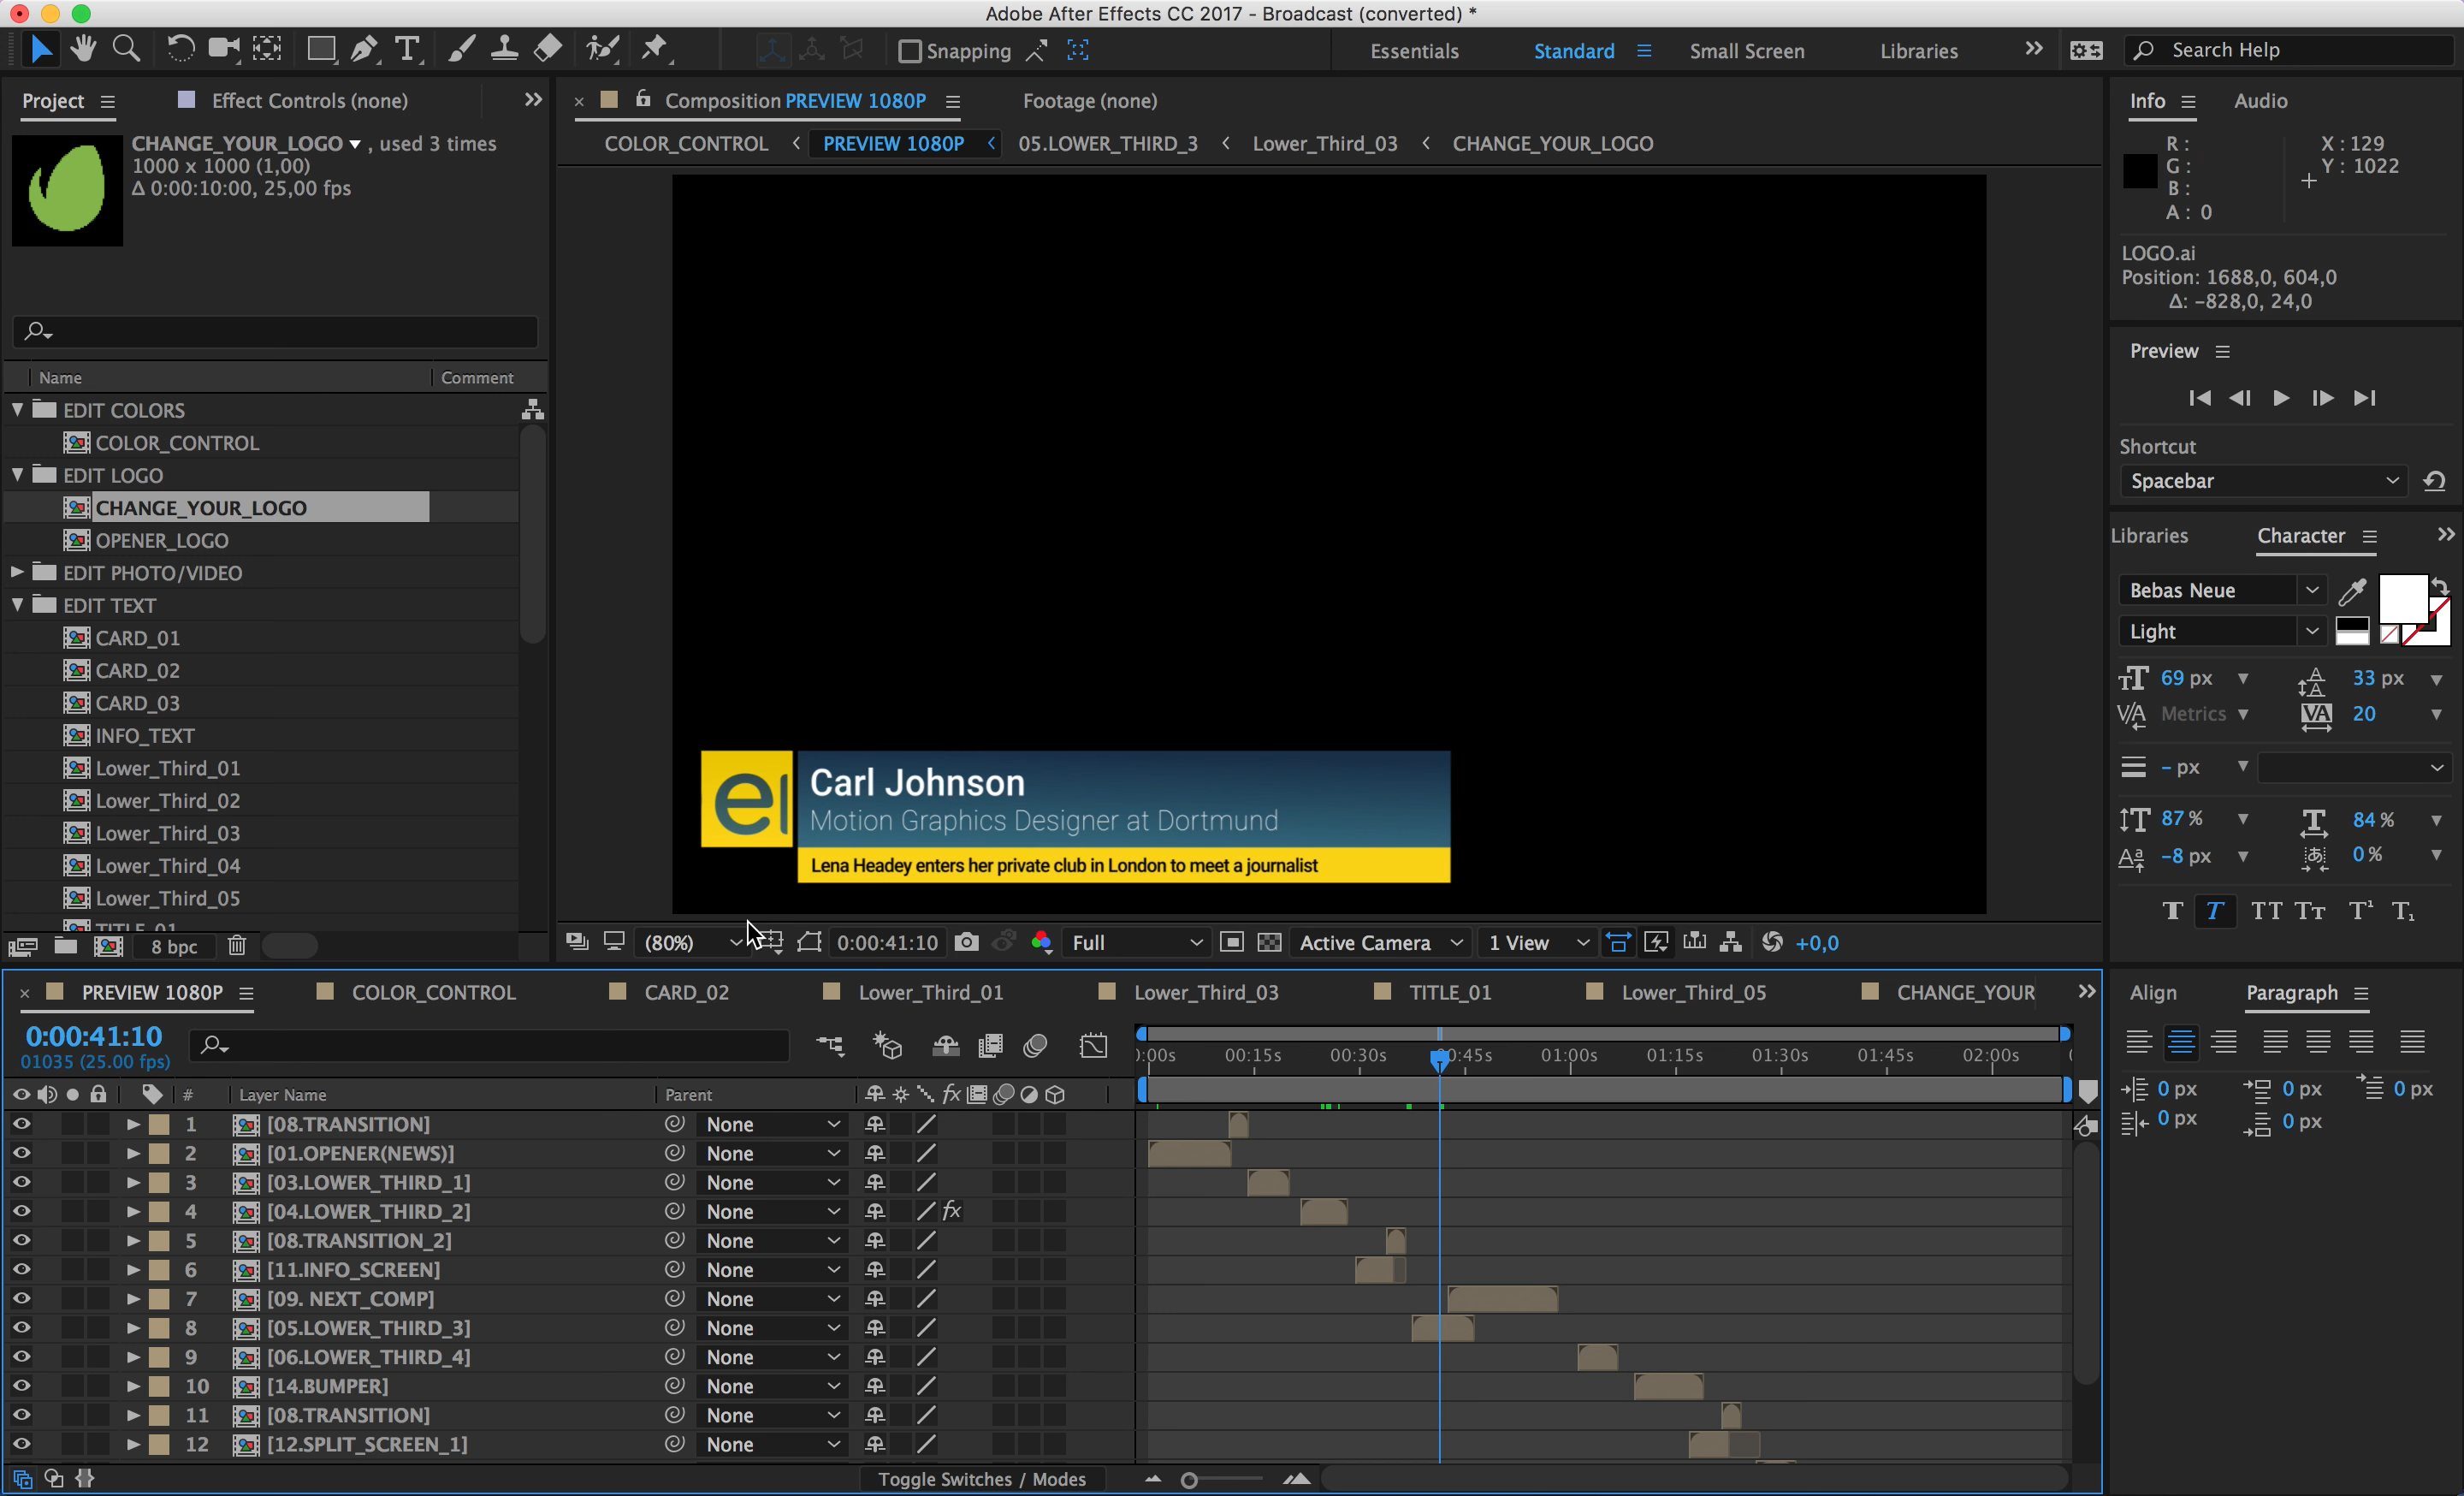 Adobe After Effects CC 2017 - Broadcast (converted) *
Snapping
Essentials
Standard
Small Screen
Libraries
Search Help
Project
Effect Controls (none)
CHANGE_YOUR_LOGO , used 3 times
1000 x 1000 (1,00)
Δ 0:00:10:00, 25,00 fps
Name Comment
EDIT COLORS
COLOR_CONTROL
EDIT LOGO
CHANGE_YOUR_LOGO
OPENER_LOGO
EDIT PHOTO/VIDEO
EDIT TEXT
CARD_01
CARD_02
CARD_03
INFO_TEXT
Lower_Third_01
Lower_Third_02
Lower_Third_03
Lower_Third_04
Lower_Third_05
TITLE_01
8 bpc
Composition PREVIEW 1080P
Footage (none)
COLOR_CONTROL < PREVIEW 1080P < 05.LOWER_THIRD_3 < Lower_Third_03 < CHANGE_YOUR_LOGO
Carl Johnson
Motion Graphics Designer at Dortmund
Lena Headey enters her private club in London to meet a journalist
(80%) 0:00:41:10 Full Active Camera 1 View +0,0
Info Audio
R :
G :
B :
A : 0
X : 129
Y : 1022
LOGO.ai
Position: 1688,0, 604,0
Δ: -828,0, 24,0
Preview
Shortcut
Spacebar
Libraries Character
Bebas Neue
Light
69 px 33 px
Metrics 20
- px
87 % 84 %
-8 px 0 %
T T TT Tt T¹ T₁
PREVIEW 1080P COLOR_CONTROL CARD_02 Lower_Third_01 Lower_Third_03 TITLE_01 Lower_Third_05 CHANGE_YOUR
0:00:41:10
01035 (25.00 fps)
):00s 00:15s 00:30s 0:45s 01:00s 01:15s 01:30s 01:45s 02:00s
# Layer Name Parent
1 [08.TRANSITION] None
2 [01.OPENER(NEWS)] None
3 [03.LOWER_THIRD_1] None
4 [04.LOWER_THIRD_2] None fx
5 [08.TRANSITION_2] None
6 [11.INFO_SCREEN] None
7 [09. NEXT_COMP] None
8 [05.LOWER_THIRD_3] None
9 [06.LOWER_THIRD_4] None
10 [14.BUMPER] None
11 [08.TRANSITION] None
12 [12.SPLIT_SCREEN_1] None
Toggle Switches / Modes
Align Paragraph
0 px 0 px 0 px
0 px 0 px